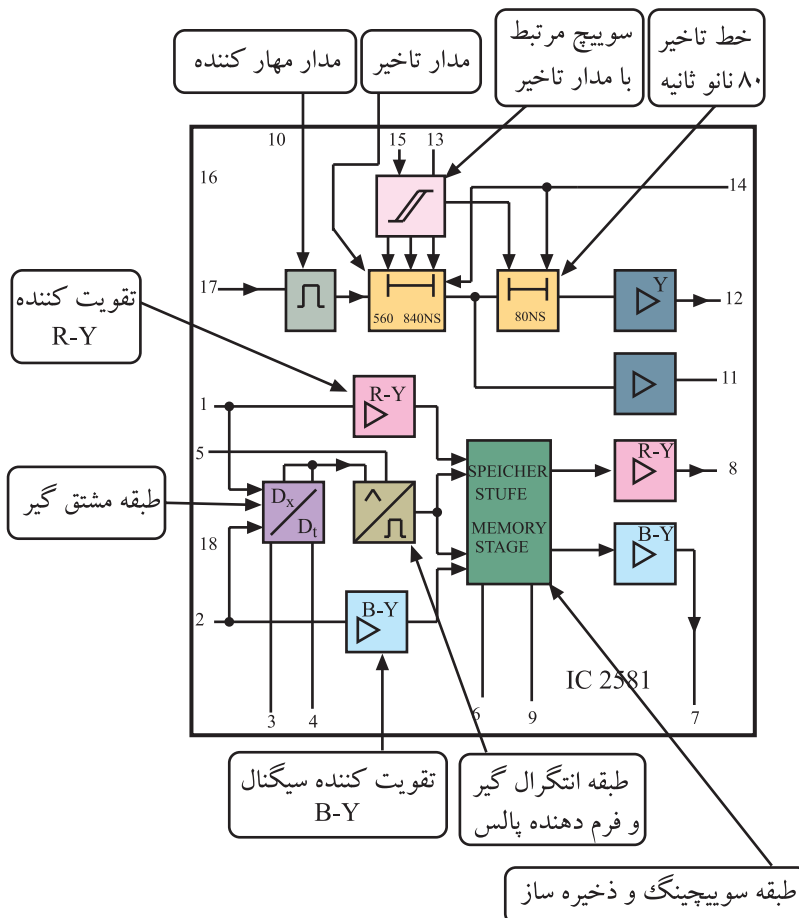 مدار مهار کننده
مدار تاخیر
سوییچ مرتبط
با مدار تاخیر
خط تاخیر
۸۰ نانو ثانیه
10
15
13
16
14
17
560 840NS
80NS
Y
12
11
تقویت کننده
R-Y
1
R-Y
5
SPEICHER
STUFE
MEMORY
STAGE
R-Y
8
طبقه مشتق گیر
Dx
Dt
18
B-Y
2
B-Y
IC 2581
3
4
6
9
7
تقویت کننده سیگنال
B-Y
طبقه انتگرال گیر
و فرم دهنده پالس
طبقه سوییچینگ و ذخیره ساز